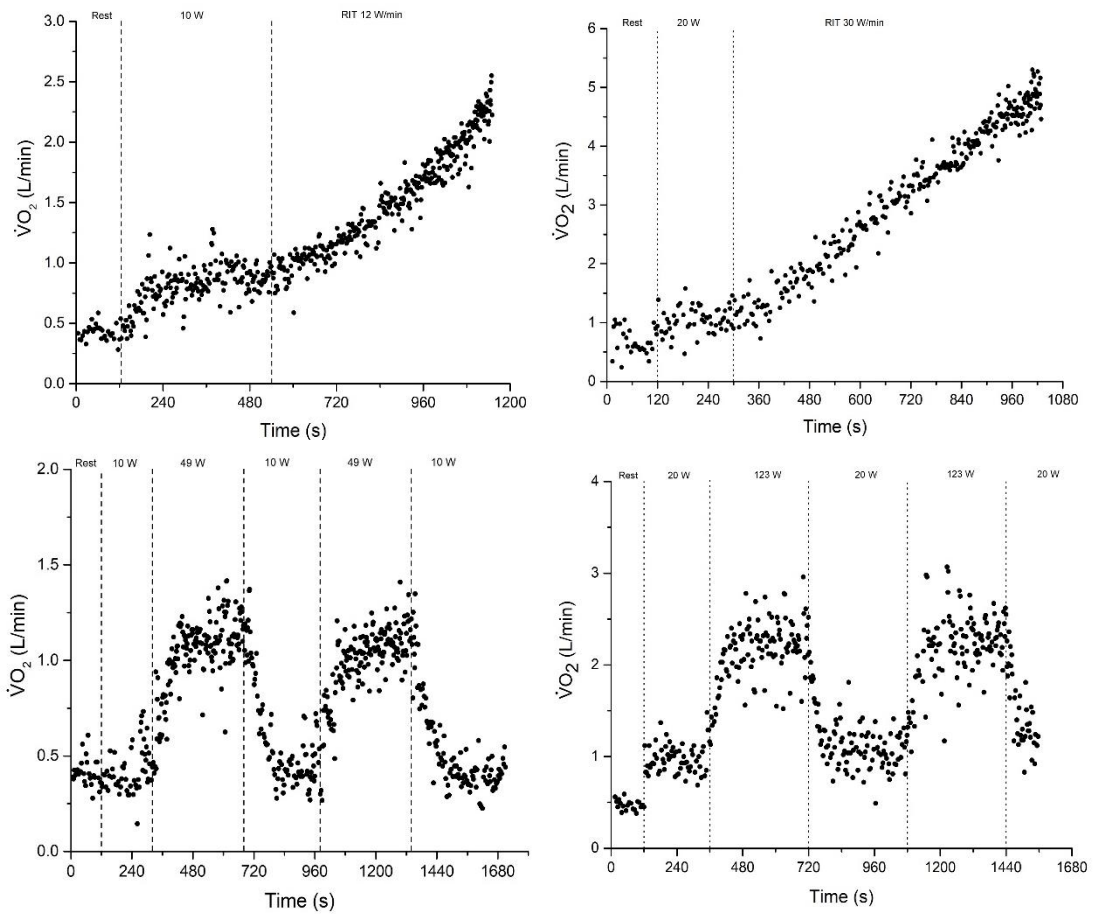 Rest 10 W RIT 12 W/min
3.0
2.5
2.0
1.5
1.0
0.5
0.0
V̇O₂ (L/min)
0 240 480 720 960 1200
Time (s)
Rest 20 W RIT 30 W/min
6
5
4
3
2
1
0
V̇O₂ (L/min)
0 120 240 360 480 600 720 840 960 1080
Time (s)
Rest 10 W 49 W 10 W 49 W 10 W
2.0
1.5
1.0
0.5
0.0
V̇O₂ (L/min)
0 240 480 720 960 1200 1440 1680
Time (s)
Rest 20 W 123 W 20 W 123 W 20 W
4
3
2
1
0
V̇O₂ (L/min)
0 240 480 720 960 1200 1440 1680
Time (s)